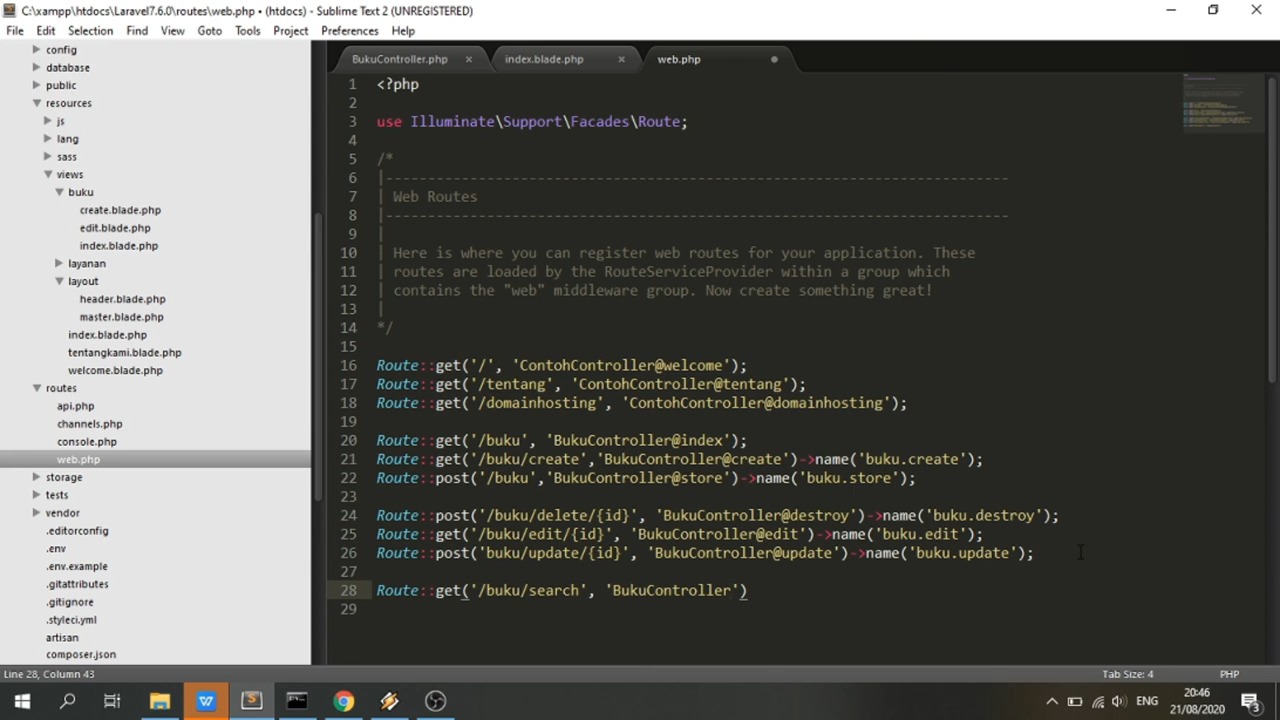 C:\xampp\htdocs\Laravel7.6.0\routes\web.php • (htdocs) - Sublime Text 2 (UNREGISTERED)
File Edit Selection Find View Goto Tools Project Preferences Help
config
database
public
resources
js
lang
sass
views
buku
create.blade.php
edit.blade.php
index.blade.php
layanan
layout
header.blade.php
master.blade.php
index.blade.php
tentangkami.blade.php
welcome.blade.php
routes
api.php
channels.php
console.php
web.php
storage
tests
vendor
.editorconfig
.env
.env.example
.gitattributes
.gitignore
.styleci.yml
artisan
composer.json
BukuController.php × index.blade.php × web.php
1 <?php
2
3 use Illuminate\Support\Facades\Route;
4
5 /*
6 |--------------------------------------------------------------------------
7 | Web Routes
8 |--------------------------------------------------------------------------
9 |
10 | Here is where you can register web routes for your application. These
11 | routes are loaded by the RouteServiceProvider within a group which
12 | contains the "web" middleware group. Now create something great!
13 |
14 */
15
16 Route::get('/', 'ContohController@welcome');
17 Route::get('/tentang', 'ContohController@tentang');
18 Route::get('/domainhosting', 'ContohController@domainhosting');
19
20 Route::get('/buku', 'BukuController@index');
21 Route::get('/buku/create','BukuController@create')->name('buku.create');
22 Route::post('/buku','BukuController@store')->name('buku.store');
23
24 Route::post('/buku/delete/{id}', 'BukuController@destroy')->name('buku.destroy');
25 Route::get('/buku/edit/{id}', 'BukuController@edit')->name('buku.edit');
26 Route::post('buku/update/{id}', 'BukuController@update')->name('buku.update');
27
28 Route::get('/buku/search', 'BukuController')
29
Line 28, Column 43 Tab Size: 4 PHP
ENG
20:46
21/08/2020
3